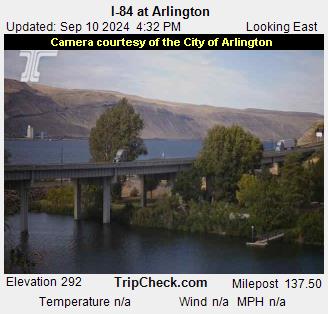 I-84 at Arlington
Updated: Sep 10 2024 4:32 PM Looking East
Camera courtesy of the City of Arlington
Elevation 292 TripCheck.com Milepost 137.50
Temperature n/a Wind n/a MPH n/a